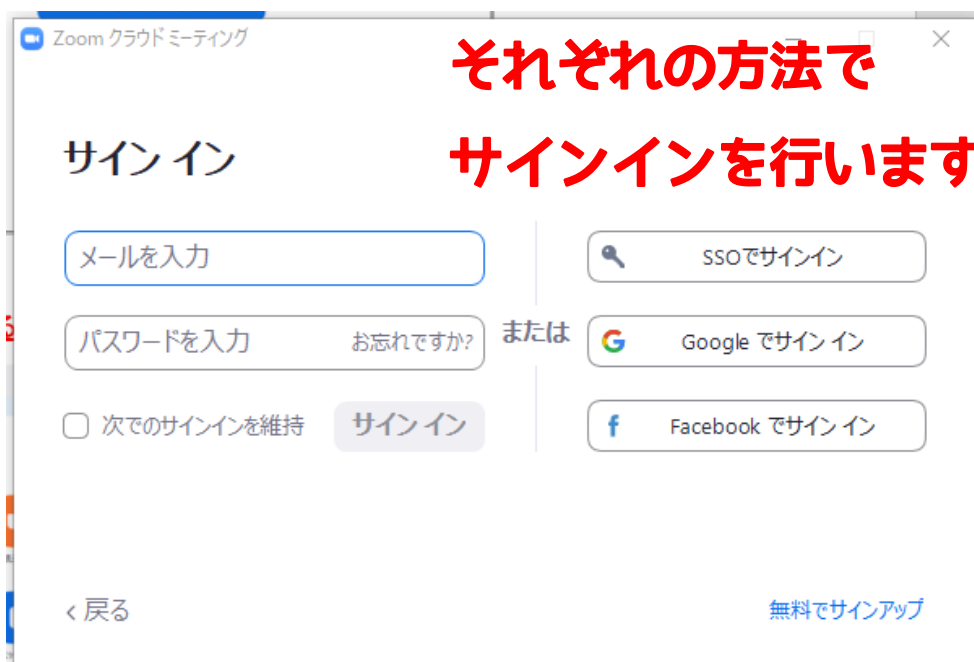 Zoom クラウド ミーティング
それぞれの方法で
サイン イン
サインインを行います
メールを入力
SSOでサインイン
パスワードを入力
お忘れですか?
または
Google でサイン イン
次でのサインインを維持
サイン イン
Facebook でサイン イン
戻る
無料でサインアップ